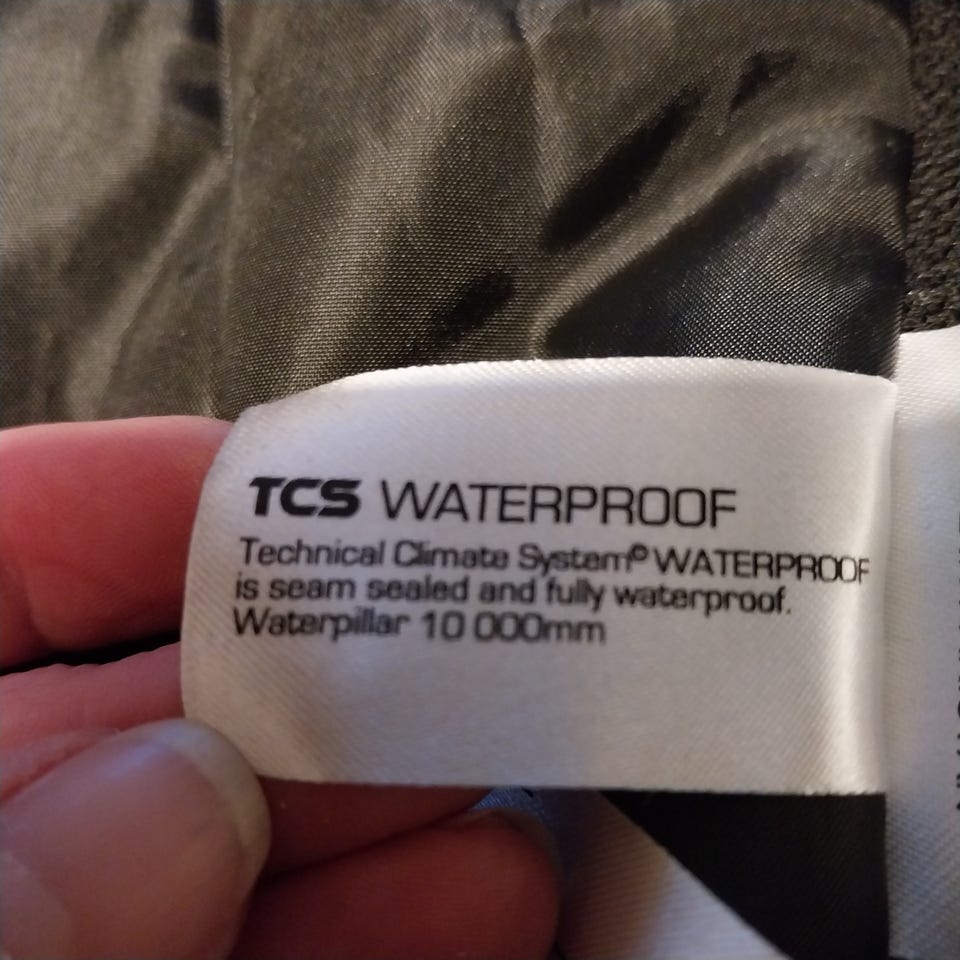 TCS WATERPROOF
Technical Climate System® WATERPROOF
is seam sealed and fully waterproof.
Waterpillar 10 000mm